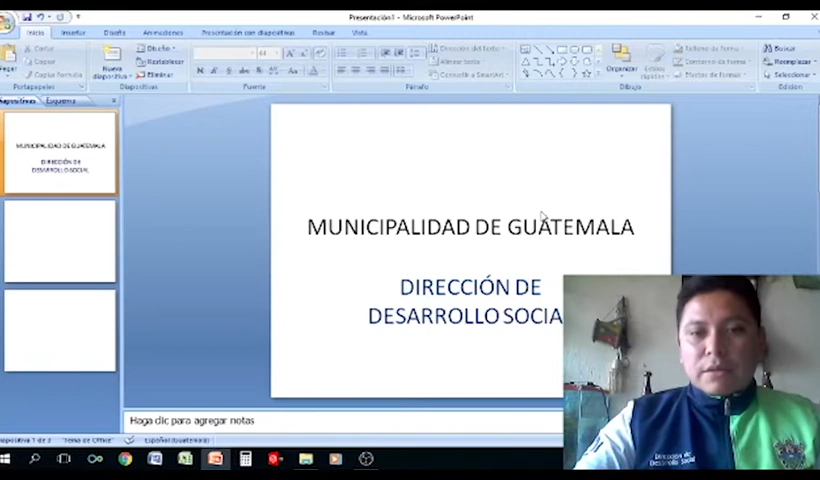 Presentación1 - Microsoft PowerPoint
Inicio Insertar Diseño Animaciones Presentación con diapositivas Revisar Vista
Cortar
Copiar
Copiar formato
Portapapeles
Nueva diapositiva
Diseño
Restablecer
Eliminar
Diapositivas
Fuente
Dirección del texto
Alinear texto
Convertir a SmartArt
Párrafo
Organizar
Estilos rápidos
Relleno de forma
Contorno de forma
Efectos de formas
Dibujo
Buscar
Reemplazar
Seleccionar
Edición
Diapositivas Esquema
MUNICIPALIDAD DE GUATEMALA
DIRECCIÓN DE
DESARROLLO SOCIAL
MUNICIPALIDAD DE GUATEMALA
DIRECCIÓN DE
DESARROLLO SOCIA
Haga clic para agregar notas
Diapositiva 1 de 3 "Tema de Office" Español (Guatemala)
Dirección de
Desarrollo Social